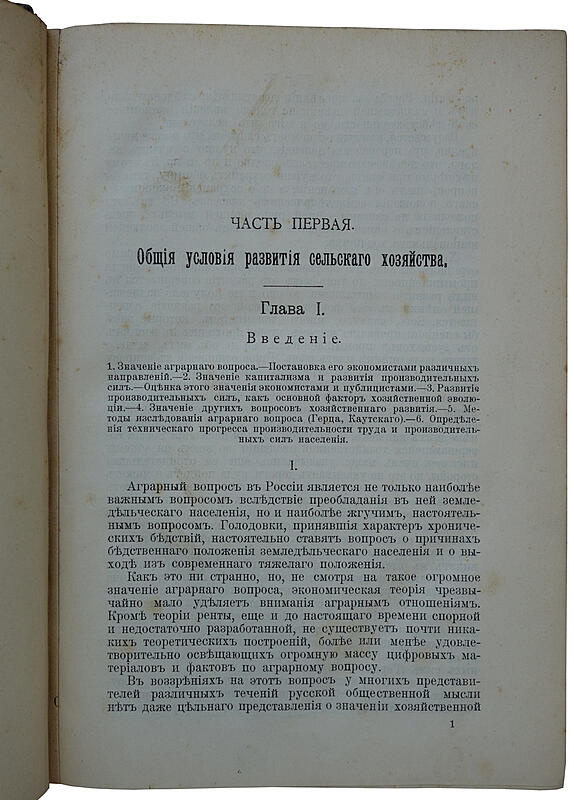 ЧАСТЬ ПЕРВАЯ.
Общія условія развитія сельскаго хозяйства.
Глава I.
Введеніе.
1. Значеніе аграрнаго вопроса.—Постановка его экономистами различныхъ
направленій.—2. Значеніе капитализма и развитія производительныхъ
силъ.—Оцѣнка этого значенія экономистами и публицистами.—3. Развитіе
производительныхъ силъ, какъ основной факторъ хозяйственной эволю-
ціи.—4. Значеніе другихъ вопросовъ хозяйственнаго развитія.—5. Ме-
тоды изслѣдованія аграрнаго вопроса (Герца, Каутскаго).—6. Опредѣле-
нія техническаго прогресса производительности труда и производитель-
ныхъ силъ населенія.
I.
Аграрный вопросъ въ Россіи является не только наиболѣе
важнымъ вопросомъ вслѣдствіе преобладанія въ ней земле-
дѣльческаго населенія, но и наиболѣе жгучимъ, настоятель-
нымъ вопросомъ. Голодовки, принявшія характеръ хрониче-
скихъ бѣдствій, настоятельно ставятъ вопросъ о причинахъ
бѣдственнаго положенія земледѣльческаго населенія и о вы-
ходѣ изъ современнаго тяжелаго положенія.
Какъ это ни странно, но, не смотря на такое огромное
значеніе аграрнаго вопроса, экономическая теорія чрезвы-
чайно мало удѣляетъ вниманія аграрнымъ отношеніямъ.
Кромѣ теоріи ренты, еще и до настоящаго времени спорной
и недостаточно разработанной, не существуетъ почти ника-
кихъ теоретическихъ построеній, болѣе или менѣе удовле-
творительно освѣщающихъ огромную массу цифровыхъ ма-
теріаловъ и фактовъ по аграрному вопросу.
Въ воззрѣніяхъ на этотъ вопросъ у многихъ представи-
телей различныхъ теченій русской общественной мысли
нѣтъ даже цѣльнаго представленія о значеніи хозяйственной
1